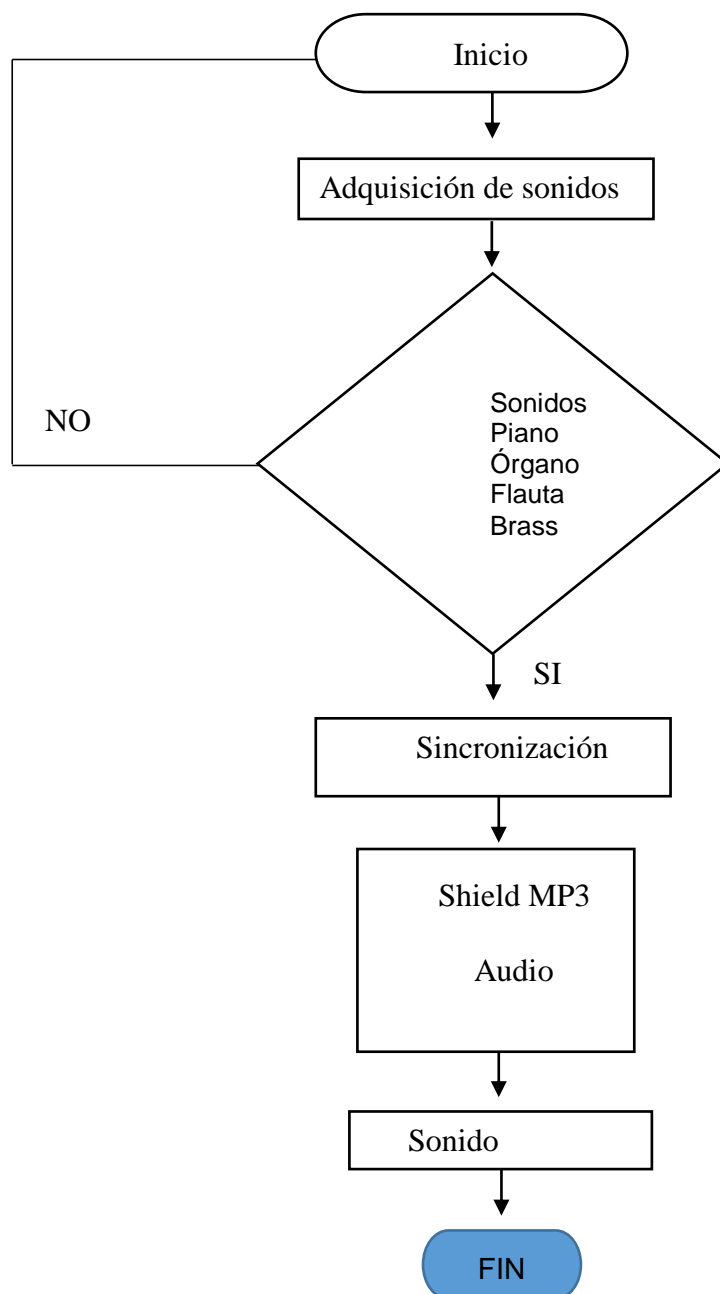 Inicio
Adquisición de sonidos
Sonidos
Piano
Órgano
Flauta
Brass
NO
SI
Sincronización
Shield MP3
Audio
Sonido
FIN